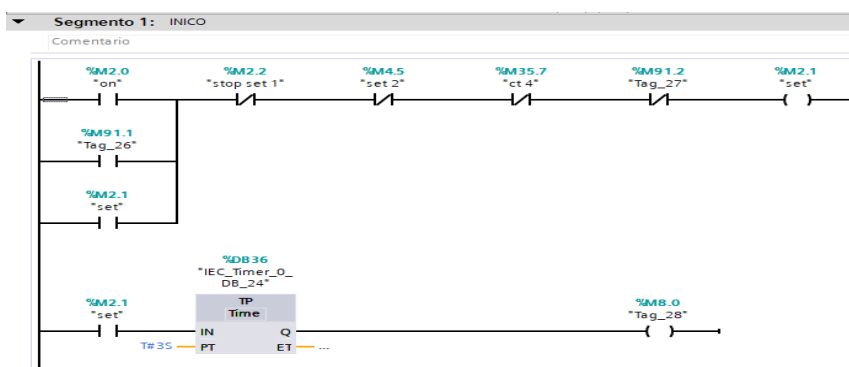 Segmento 1: INICO
Comentario
%M2.0 %M2.2 %M4.5 %M35.7 %M91.2 %M2.1
"on" "stop set 1" "set 2" "ct 4" "Tag_27" "set"
%M91.1
"Tag_26"
%M2.1
"set"
%DB36
"IEC_Timer_0_
DB_24"
%M2.1 TP %M8.0
"set" Time "Tag_28"
IN Q
T#3S PT ET ...